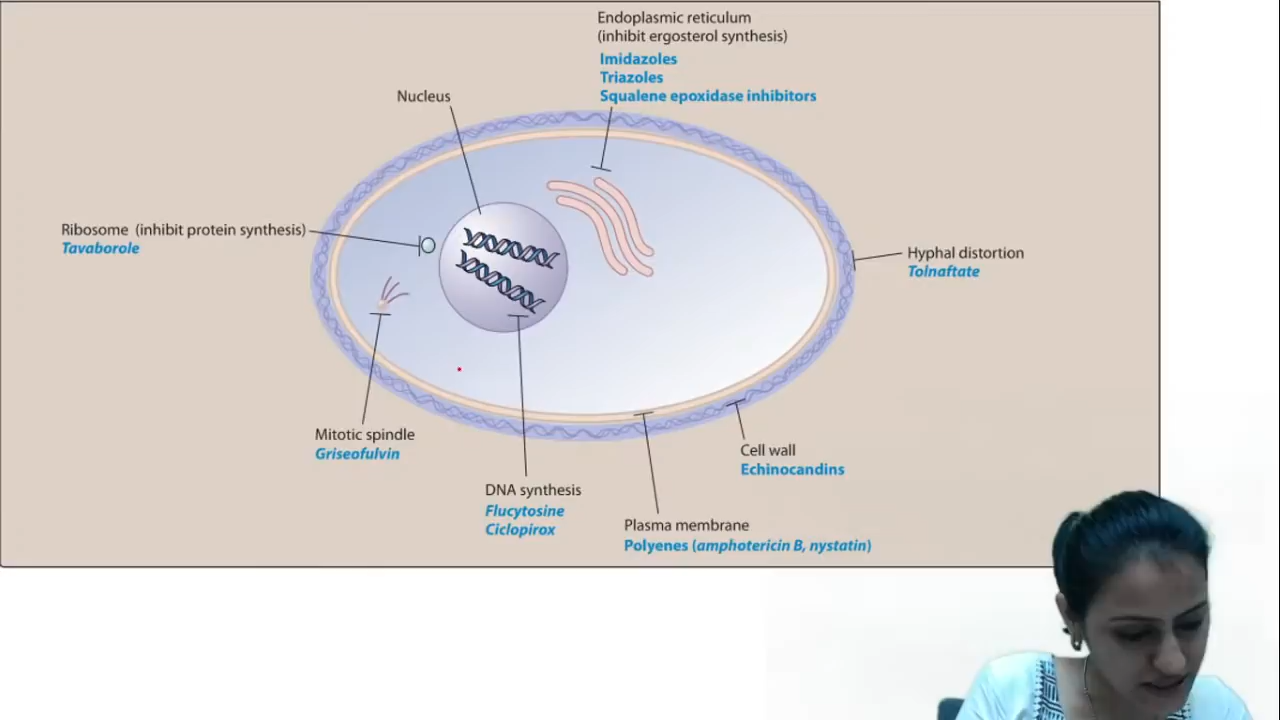 Endoplasmic reticulum
(inhibit ergosterol synthesis)
Imidazoles
Triazoles
Squalene epoxidase inhibitors
Nucleus
Ribosome (inhibit protein synthesis)
Tavaborole
Hyphal distortion
Tolnaftate
Mitotic spindle
Griseofulvin
DNA synthesis
Flucytosine
Ciclopirox
Cell wall
Echinocandins
Plasma membrane
Polyenes (amphotericin B, nystatin)